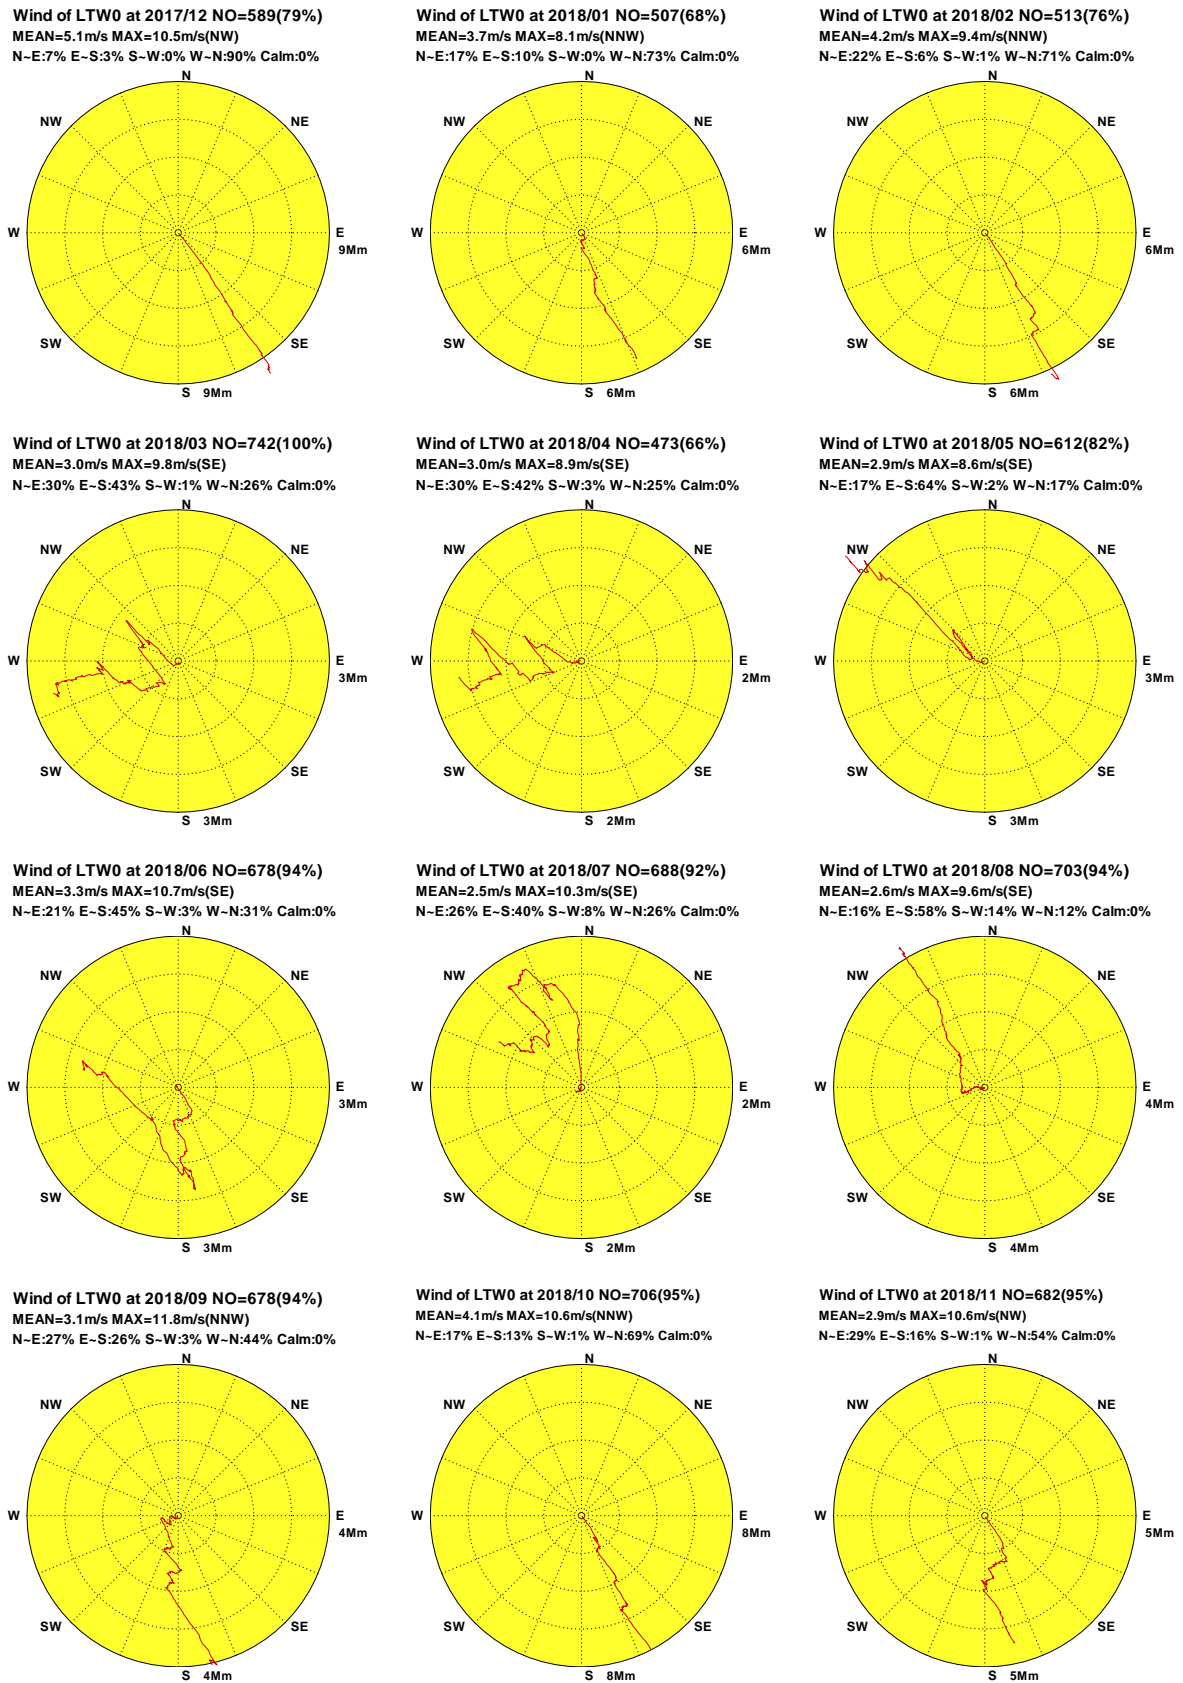 Wind of LTW0 at 2017/12 NO=589(79%)
MEAN=5.1m/s MAX=10.5m/s(NW)
N~E:7% E~S:3% S~W:0% W~N:90% Calm:0%
N
NW
NE
W
E
9Mm
SW
SE
S 9Mm
Wind of LTW0 at 2018/01 NO=507(68%)
MEAN=3.7m/s MAX=8.1m/s(NNW)
N~E:17% E~S:10% S~W:0% W~N:73% Calm:0%
N
NW
NE
W
E
6Mm
SW
SE
S 6Mm
Wind of LTW0 at 2018/02 NO=513(76%)
MEAN=4.2m/s MAX=9.4m/s(NNW)
N~E:22% E~S:6% S~W:1% W~N:71% Calm:0%
N
NW
NE
W
E
6Mm
SW
SE
S 6Mm
Wind of LTW0 at 2018/03 NO=742(100%)
MEAN=3.0m/s MAX=9.8m/s(SE)
N~E:30% E~S:43% S~W:1% W~N:26% Calm:0%
N
NW
NE
W
E
3Mm
SW
SE
S 3Mm
Wind of LTW0 at 2018/04 NO=473(66%)
MEAN=3.0m/s MAX=8.9m/s(SE)
N~E:30% E~S:42% S~W:3% W~N:25% Calm:0%
N
NW
NE
W
E
2Mm
SW
SE
S 2Mm
Wind of LTW0 at 2018/05 NO=612(82%)
MEAN=2.9m/s MAX=8.6m/s(SE)
N~E:17% E~S:64% S~W:2% W~N:17% Calm:0%
N
NW
NE
W
E
3Mm
SW
SE
S 3Mm
Wind of LTW0 at 2018/06 NO=678(94%)
MEAN=3.3m/s MAX=10.7m/s(SE)
N~E:21% E~S:45% S~W:3% W~N:31% Calm:0%
N
NW
NE
W
E
3Mm
SW
SE
S 3Mm
Wind of LTW0 at 2018/07 NO=688(92%)
MEAN=2.5m/s MAX=10.3m/s(SE)
N~E:26% E~S:40% S~W:8% W~N:26% Calm:0%
N
NW
NE
W
E
2Mm
SW
SE
S 2Mm
Wind of LTW0 at 2018/08 NO=703(94%)
MEAN=2.6m/s MAX=9.6m/s(SE)
N~E:16% E~S:58% S~W:14% W~N:12% Calm:0%
N
NW
NE
W
E
4Mm
SW
SE
S 4Mm
Wind of LTW0 at 2018/09 NO=678(94%)
MEAN=3.1m/s MAX=11.8m/s(NNW)
N~E:27% E~S:26% S~W:3% W~N:44% Calm:0%
N
NW
NE
W
E
4Mm
SW
SE
S 4Mm
Wind of LTW0 at 2018/10 NO=706(95%)
MEAN=4.1m/s MAX=10.6m/s(NNW)
N~E:17% E~S:13% S~W:1% W~N:69% Calm:0%
N
NW
NE
W
E
8Mm
SW
SE
S 8Mm
Wind of LTW0 at 2018/11 NO=682(95%)
MEAN=2.9m/s MAX=10.6m/s(NW)
N~E:29% E~S:16% S~W:1% W~N:54% Calm:0%
N
NW
NE
W
E
5Mm
SW
SE
S 5Mm